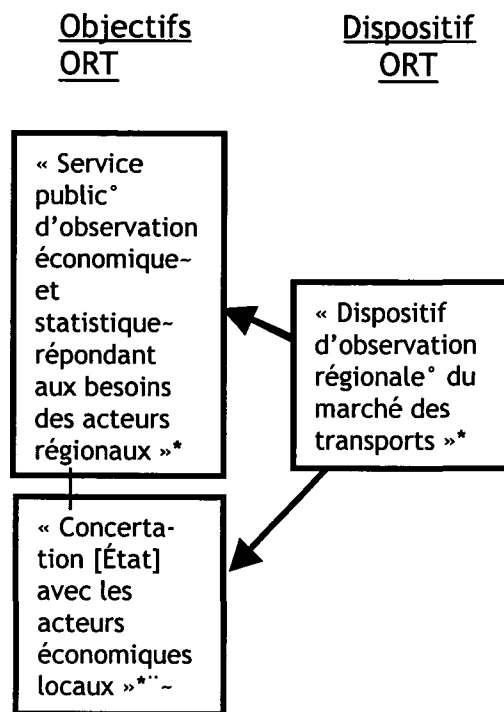 Objectifs
ORT
Dispositif
ORT
« Service
public°
d'observation
économique~
et
statistique~
répondant
aux besoins
des acteurs
régionaux »*
« Dispositif
d'observation
régionale° du
marché des
transports »*
« Concerta-
tion [État]
avec les
acteurs
économiques
locaux »*¨~